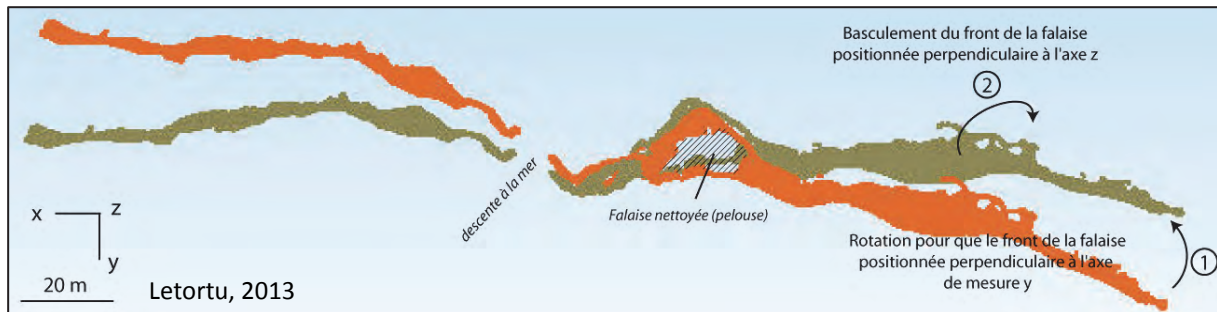 Basculement du front de la falaise
positionnée perpendiculaire à l'axe z
2
descente à la mer
Falaise nettoyée (pelouse)
x
z
y
Rotation pour que le front de la falaise
positionnée perpendiculaire à l'axe
de mesure y
1
20 m
Letortu, 2013